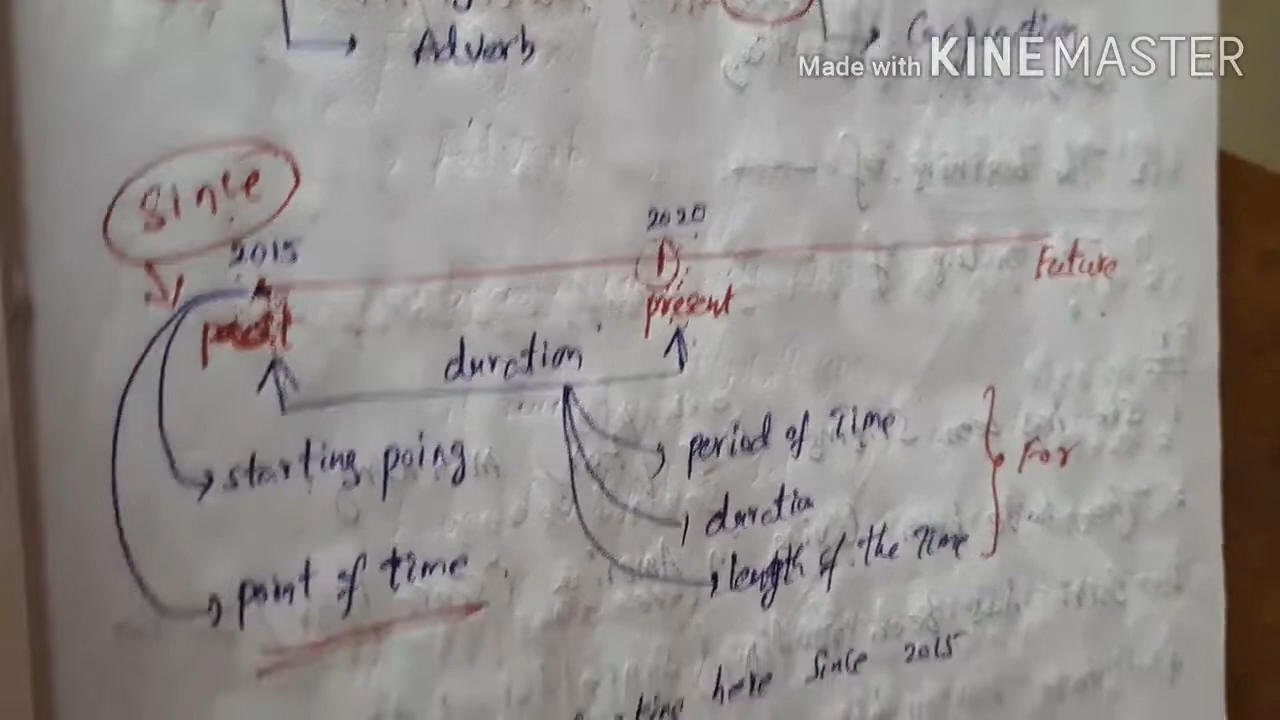 Adverb
Made with KINEMASTER
Since
2015
2020
Future
past
present
duration
starting poing
period of Time
For
duratio
length of the Time
point of time
here Since 2015